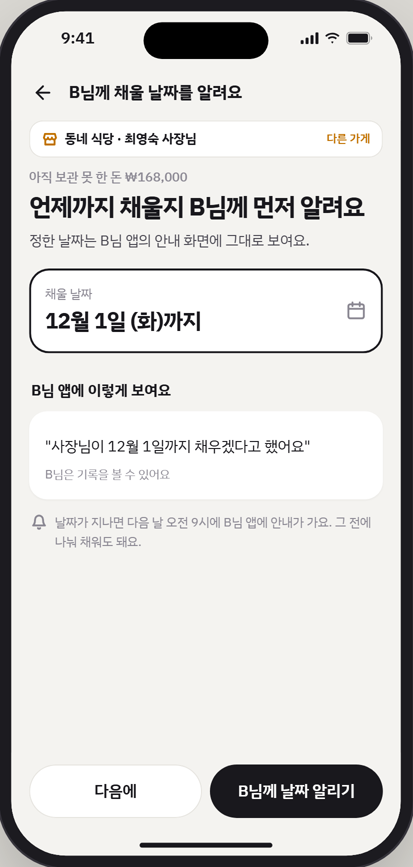 9:41
B님께 채울 날짜를 알려요
동네 식당 · 최영숙 사장님
다른 가게
아직 보관 못 한 돈 ₩168,000
언제까지 채울지 B님께 먼저 알려요
정한 날짜는 B님 앱의 안내 화면에 그대로 보여요.
채울 날짜
12월 1일 (화)까지
B님 앱에 이렇게 보여요
"사장님이 12월 1일까지 채우겠다고 했어요"
B님은 기록을 볼 수 있어요
날짜가 지나면 다음 날 오전 9시에 B님 앱에 안내가 가요. 그 전에
나눠 채워도 돼요.
다음에
B님께 날짜 알리기